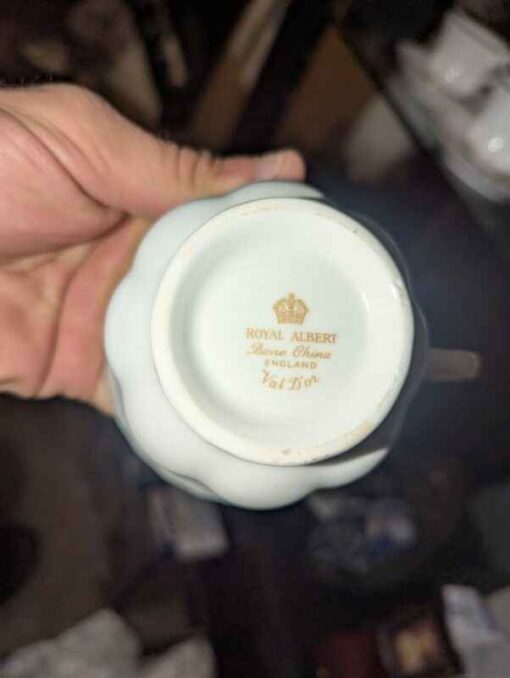 ROYAL ALBERT
Bone China
ENGLAND
Val D'or